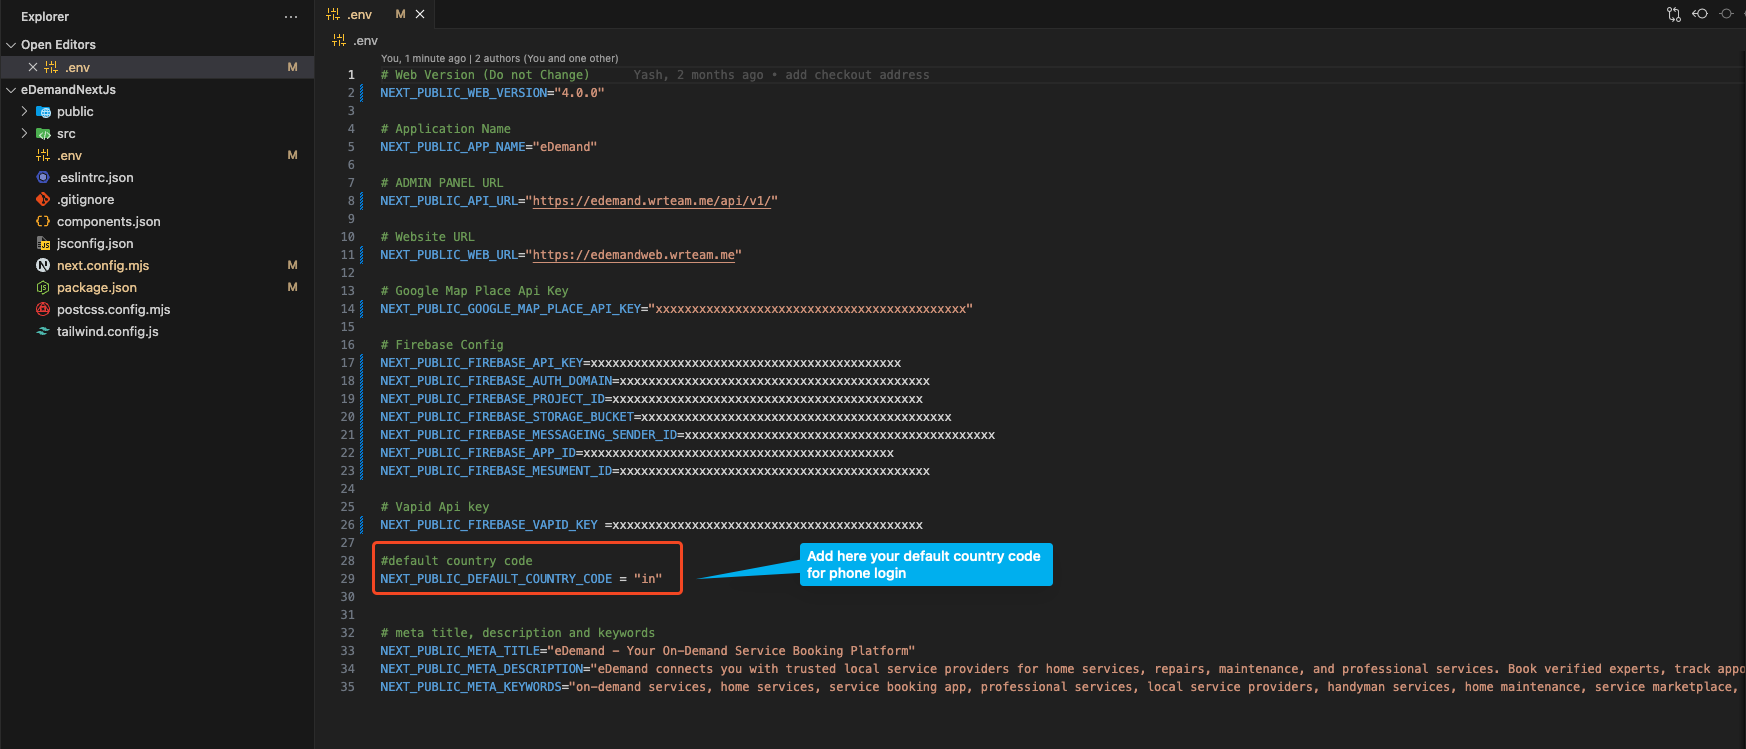 Explorer
···
Open Editors
.env M
eDemandNextJs
public
src
.env M
.eslintrc.json
.gitignore
components.json
jsconfig.json
next.config.mjs M
package.json M
postcss.config.mjs
tailwind.config.js
.env M
.env
You, 1 minute ago | 2 authors (You and one other)
1 # Web Version (Do not Change) Yash, 2 months ago • add checkout address
2 NEXT_PUBLIC_WEB_VERSION="4.0.0"
3
4 # Application Name
5 NEXT_PUBLIC_APP_NAME="eDemand"
6
7 # ADMIN PANEL URL
8 NEXT_PUBLIC_API_URL="https://edemand.wrteam.me/api/v1/"
9
10 # Website URL
11 NEXT_PUBLIC_WEB_URL="https://edemandweb.wrteam.me"
12
13 # Google Map Place Api Key
14 NEXT_PUBLIC_GOOGLE_MAP_PLACE_API_KEY="xxxxxxxxxxxxxxxxxxxxxxxxxxxxxxxxxxxxxxxxxxx"
15
16 # Firebase Config
17 NEXT_PUBLIC_FIREBASE_API_KEY=xxxxxxxxxxxxxxxxxxxxxxxxxxxxxxxxxxxxxxxxxxx
18 NEXT_PUBLIC_FIREBASE_AUTH_DOMAIN=xxxxxxxxxxxxxxxxxxxxxxxxxxxxxxxxxxxxxxxxxxx
19 NEXT_PUBLIC_FIREBASE_PROJECT_ID=xxxxxxxxxxxxxxxxxxxxxxxxxxxxxxxxxxxxxxxxxxxx
20 NEXT_PUBLIC_FIREBASE_STORAGE_BUCKET=xxxxxxxxxxxxxxxxxxxxxxxxxxxxxxxxxxxxxxxxxxx
21 NEXT_PUBLIC_FIREBASE_MESSAGEING_SENDER_ID=xxxxxxxxxxxxxxxxxxxxxxxxxxxxxxxxxxxxxxxxxxx
22 NEXT_PUBLIC_FIREBASE_APP_ID=xxxxxxxxxxxxxxxxxxxxxxxxxxxxxxxxxxxxxxxxxxxx
23 NEXT_PUBLIC_FIREBASE_MESUMENT_ID=xxxxxxxxxxxxxxxxxxxxxxxxxxxxxxxxxxxxxxxxxxx
24
25 # Vapid Api key
26 NEXT_PUBLIC_FIREBASE_VAPID_KEY =xxxxxxxxxxxxxxxxxxxxxxxxxxxxxxxxxxxxxxxxxxx
27
28 #default country code
29 NEXT_PUBLIC_DEFAULT_COUNTRY_CODE = "in"
Add here your default country code
for phone login
30
31
32 # meta title, description and keywords
33 NEXT_PUBLIC_META_TITLE="eDemand - Your On-Demand Service Booking Platform"
34 NEXT_PUBLIC_META_DESCRIPTION="eDemand connects you with trusted local service providers for home services, repairs, maintenance, and professional services. Book verified experts, track appo
35 NEXT_PUBLIC_META_KEYWORDS="on-demand services, home services, service booking app, professional services, local service providers, handyman services, home maintenance, service marketplace,